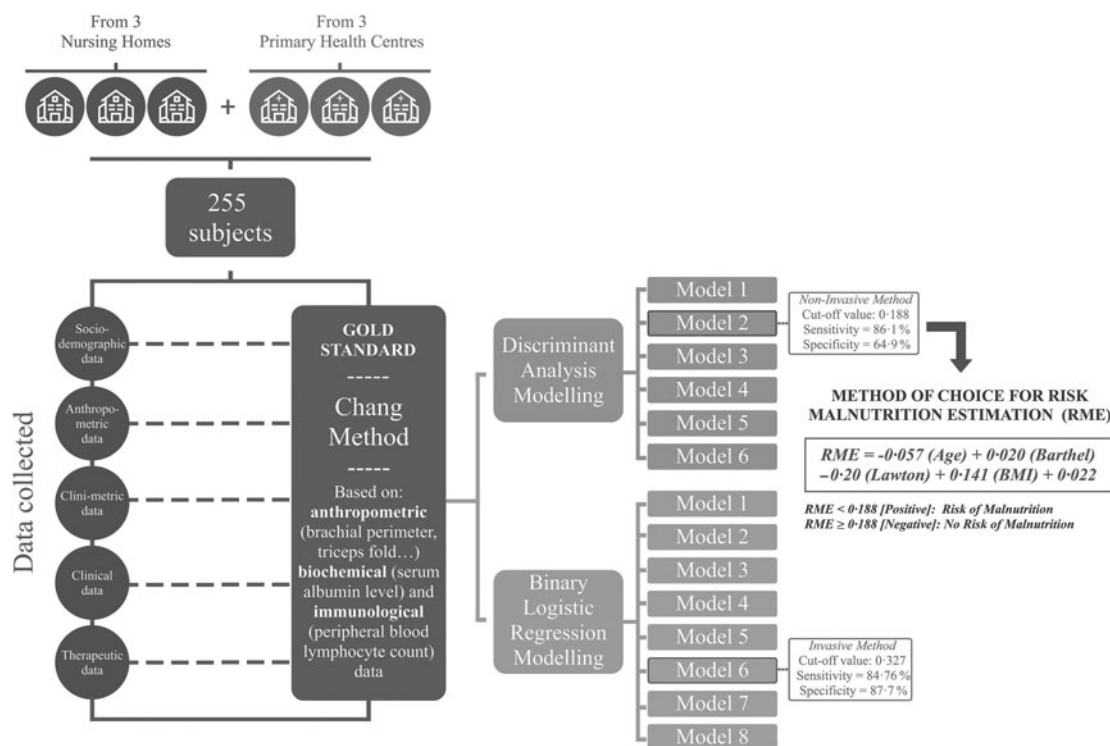 From 3
Nursing Homes
From 3
Primary Health Centres
+
255
subjects
Data collected
Socio-
demographic
data
Anthropo-
metric data
Clini-metric
data
Clinical
data
Therapeutic
data
GOLD
STANDARD
-----
Chang
Method
-----
Based on:
anthropometric
(brachial perimeter,
triceps fold…)
biochemical (serum
albumin level) and
immunological
(peripheral blood
lymphocyte count)
data
Discriminant
Analysis
Modelling
Model 1
Model 2
Model 3
Model 4
Model 5
Model 6
Non-Invasive Method
Cut-off value: 0·188
Sensitivity = 86·1 %
Specificity = 64·9 %
METHOD OF CHOICE FOR RISK
MALNUTRITION ESTIMATION (RME)
RME = -0·057 (Age) + 0·020 (Barthel)
−0·20 (Lawton) + 0·141 (BMI) + 0·022
RME < 0·188 [Positive]: Risk of Malnutrition
RME ≥ 0·188 [Negative]: No Risk of Malnutrition
Binary
Logistic
Regression
Modelling
Model 1
Model 2
Model 3
Model 4
Model 5
Model 6
Model 7
Model 8
Invasive Method
Cut-off value: 0·327
Sensitivity = 84·76 %
Specificity = 87·7 %